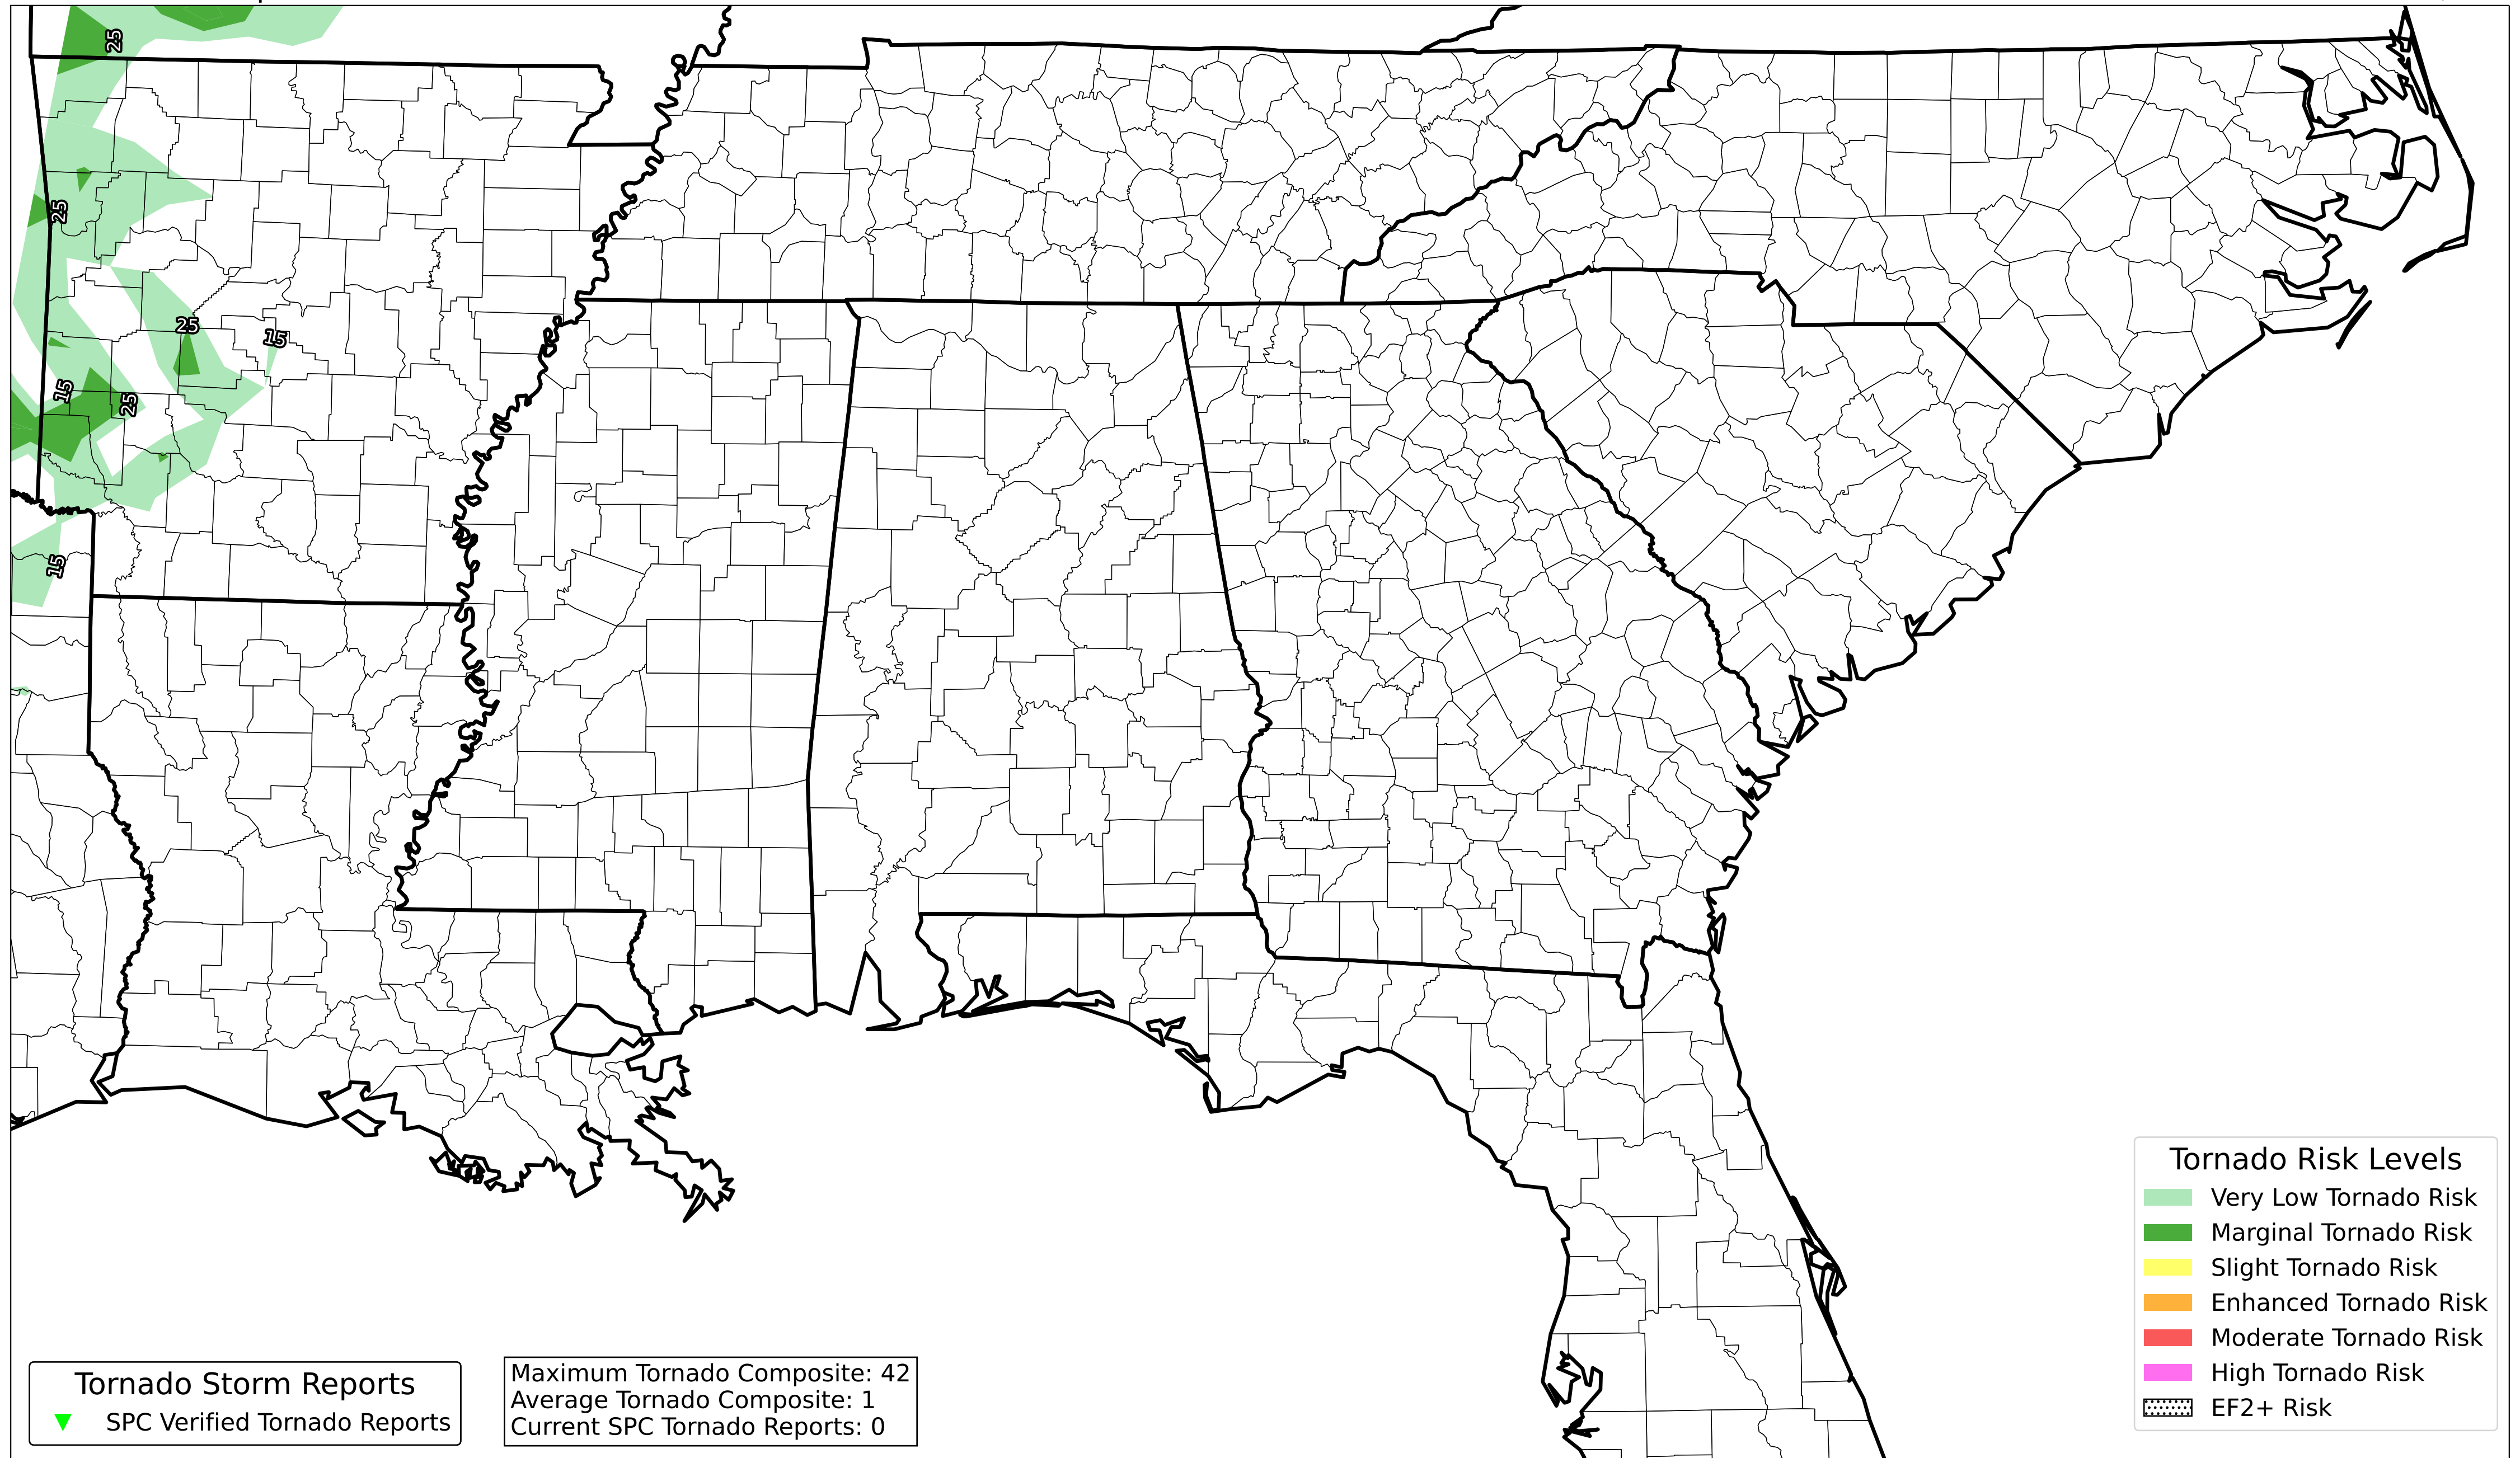 25
25
25
15
15
25
15
Tornado Risk Levels
Very Low Tornado Risk
Marginal Tornado Risk
Slight Tornado Risk
Enhanced Tornado Risk
Moderate Tornado Risk
High Tornado Risk
EF2+ Risk
Tornado Storm Reports
SPC Verified Tornado Reports
Maximum Tornado Composite: 42
Average Tornado Composite: 1
Current SPC Tornado Reports: 0